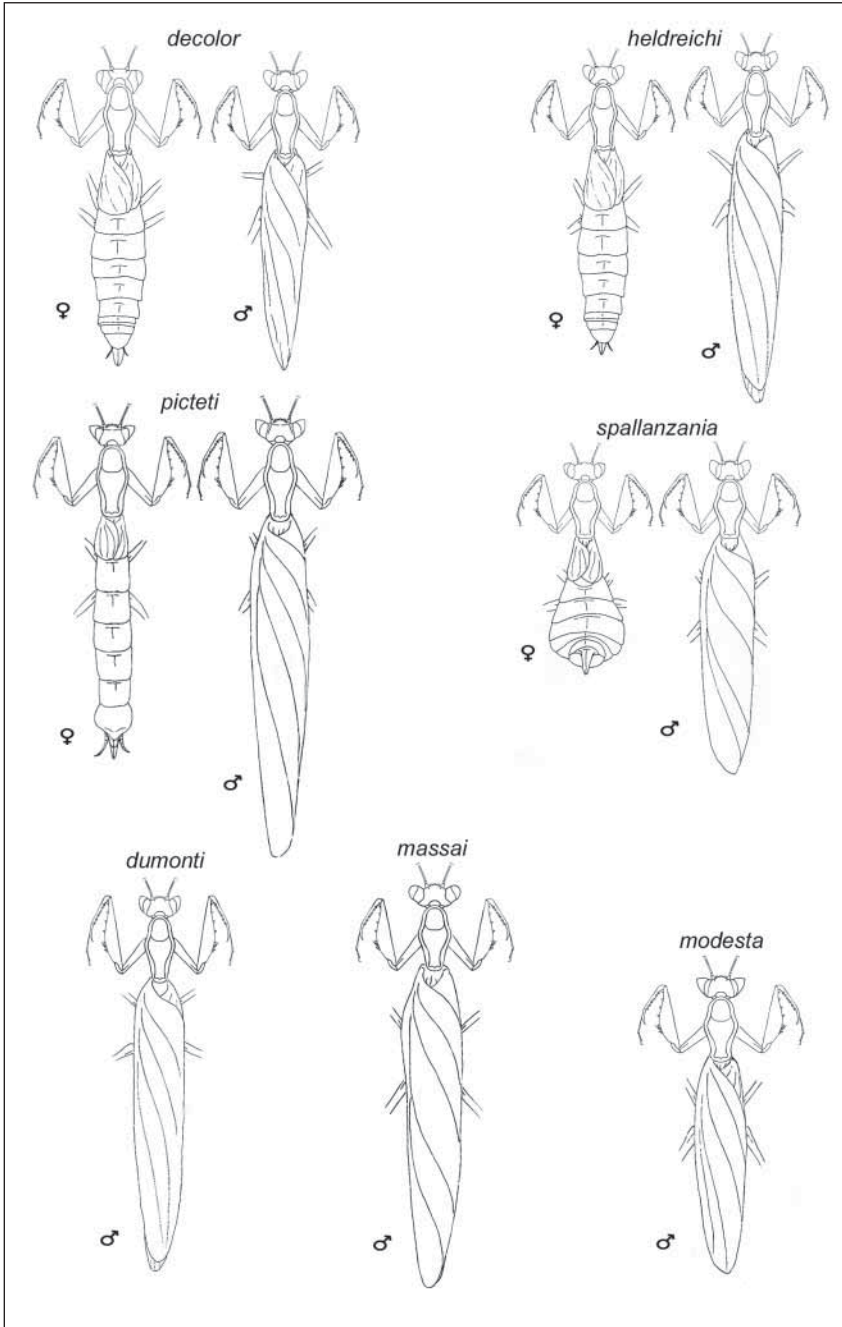 decolor
heldreichi
♀ ♂
♀ ♂
picteti
spallanzania
♀ ♂
♀ ♂
dumonti
massai
modesta
♂
♂
♂